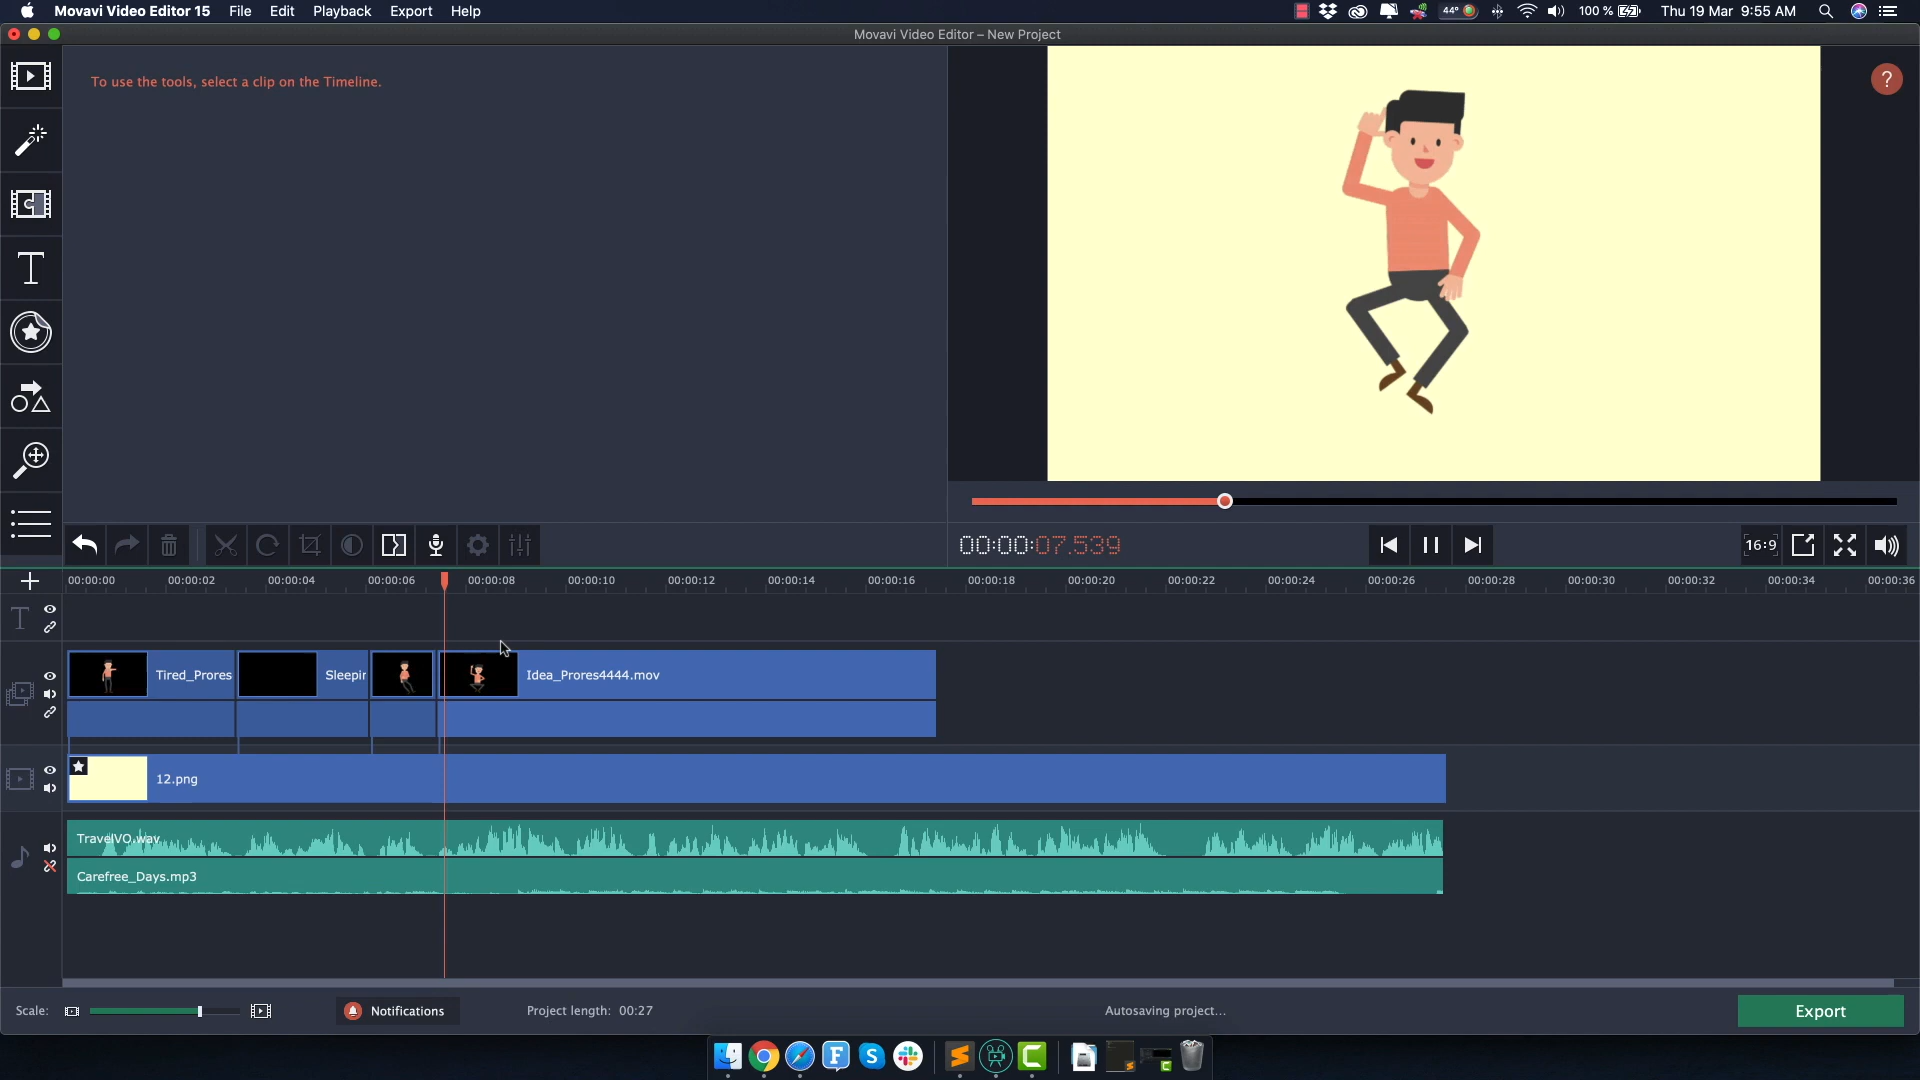 Movavi Video Editor 15 File Edit Playback Export Help
44° 100 % Thu 19 Mar 9:55 AM
Movavi Video Editor – New Project
To use the tools, select a clip on the Timeline.
?
00:00:07.539
16:9
00:00:00 00:00:02 00:00:04 00:00:06 00:00:08 00:00:10 00:00:12 00:00:14 00:00:16 00:00:18 00:00:20 00:00:22 00:00:24 00:00:26 00:00:28 00:00:30 00:00:32 00:00:34 00:00:36
Tired_Prores Sleepir Idea_Prores4444.mov
12.png
TravelVO.wav
Carefree_Days.mp3
Scale: Notifications Project length: 00:27 Autosaving project... Export